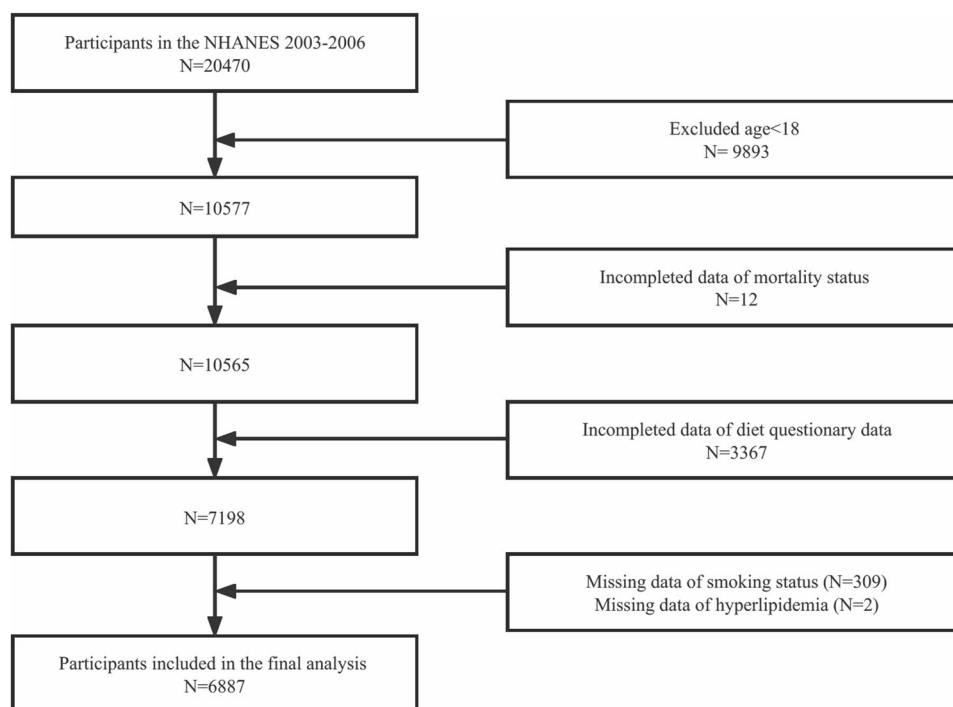 Participants in the NHANES 2003-2006
N=20470
Excluded age<18
N= 9893
N=10577
Incompleted data of mortality status
N=12
N=10565
Incompleted data of diet questionary data
N=3367
N=7198
Missing data of smoking status (N=309)
Missing data of hyperlipidemia (N=2)
Participants included in the final analysis
N=6887